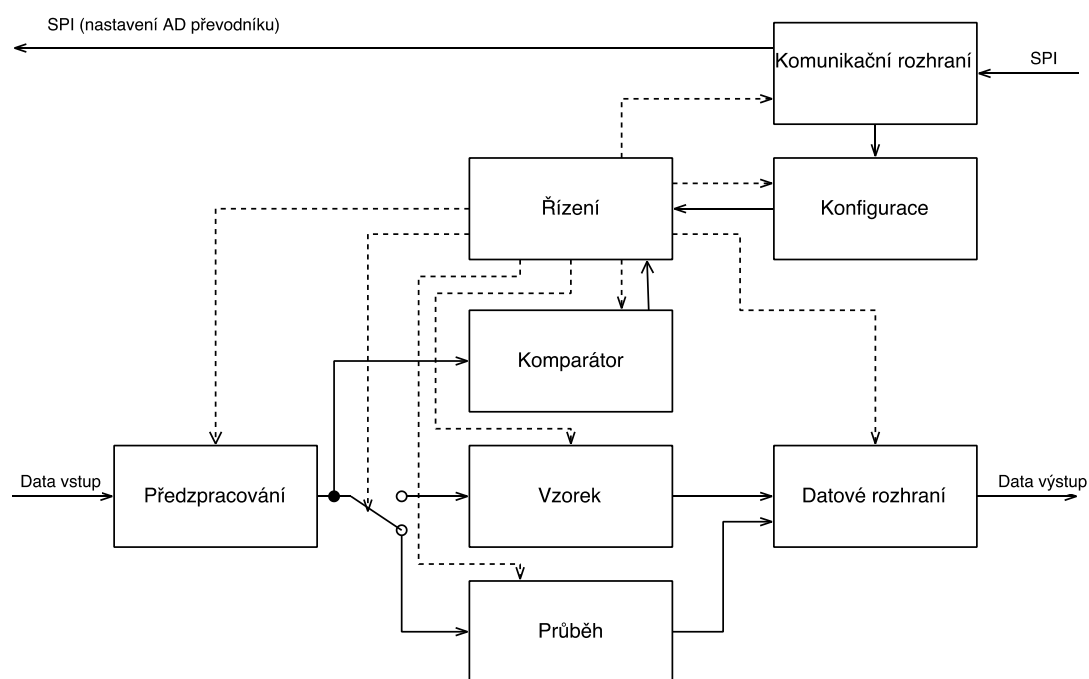 SPI (nastavení AD převodníku)
Komunikační rozhraní
SPI
Řízení
Konfigurace
Komparátor
Data vstup
Předzpracování
Vzorek
Datové rozhraní
Data výstup
Průběh